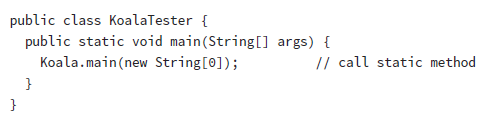 public class KoalaTester {
  public static void main(String[] args) {
    Koala.main(new String[0]);          // call static method
  }
}